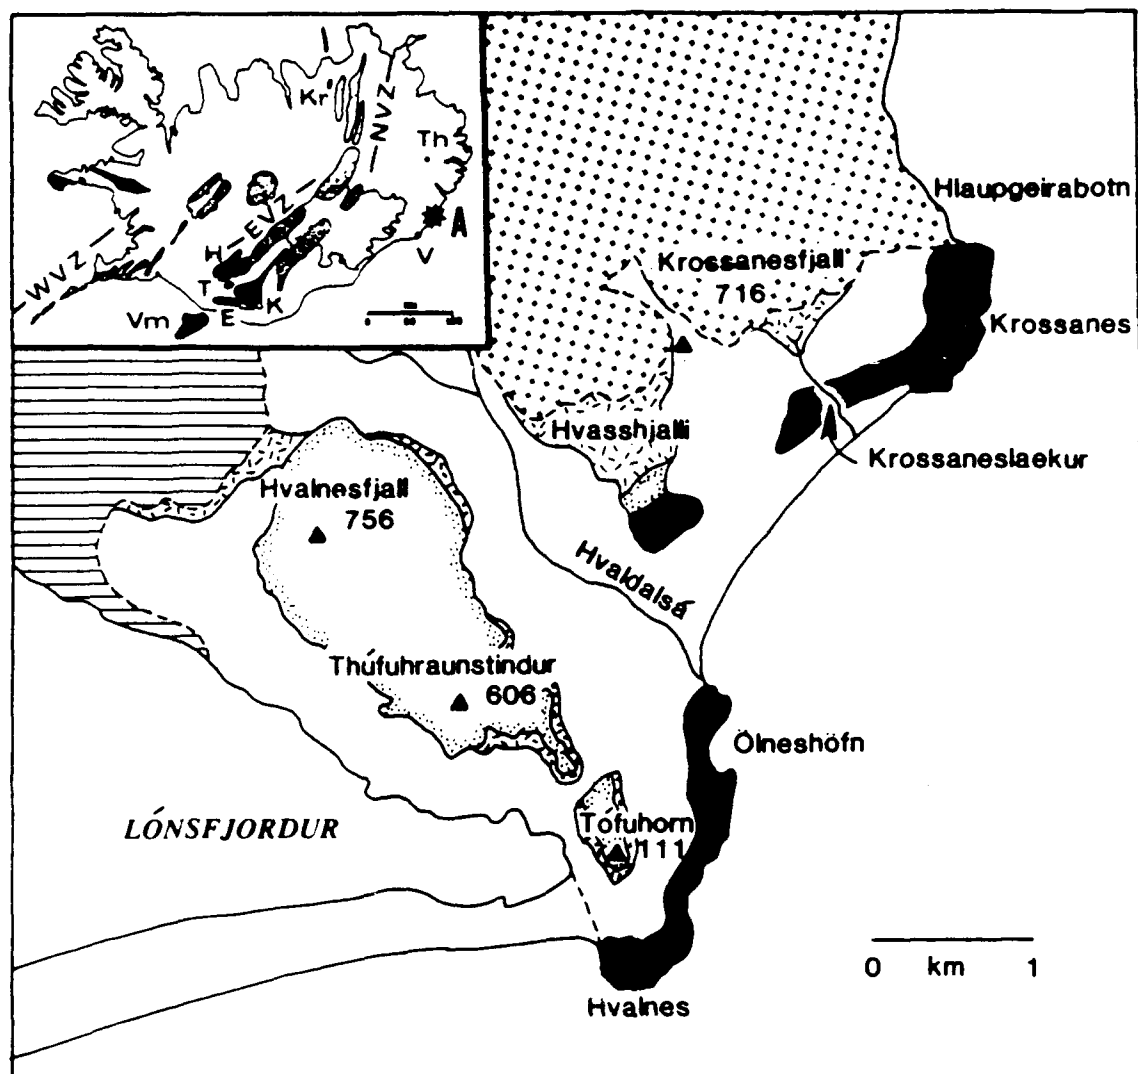 Kr
NVZ
Th
EVZ
H
A
WVZ
V
T
K
E
Vm
Hlaupgeirabotn
Krossanesfjall
716
Krossanes
Hvasshjalli
Krossaneslaekur
Hvalnesfjall
756
Hvaldalsá
Thúfuhraunstindur
606
Ölneshöfn
Tófuhorn
111
LÓNSFJORDUR
0 km 1
Hvalnes